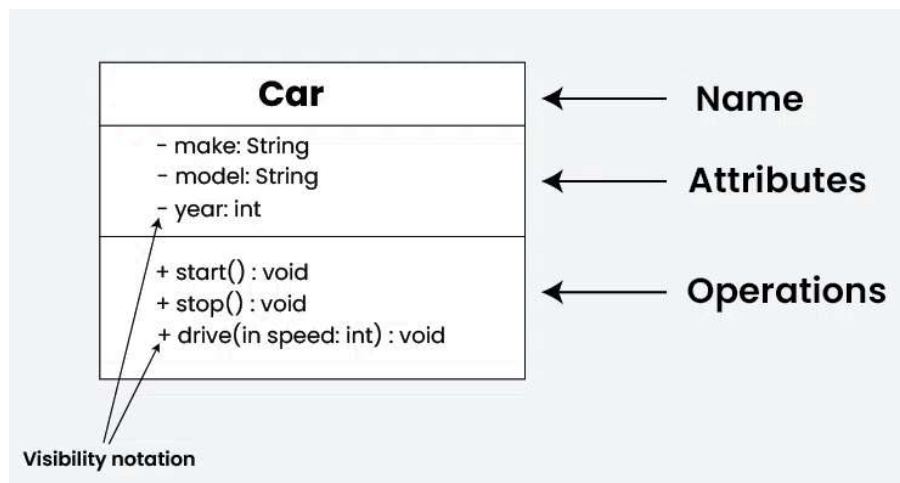 Car
Name
- make: String
- model: String
- year: int
Attributes
+ start() : void
+ stop() : void
+ drive(in speed: int) : void
Operations
Visibility notation